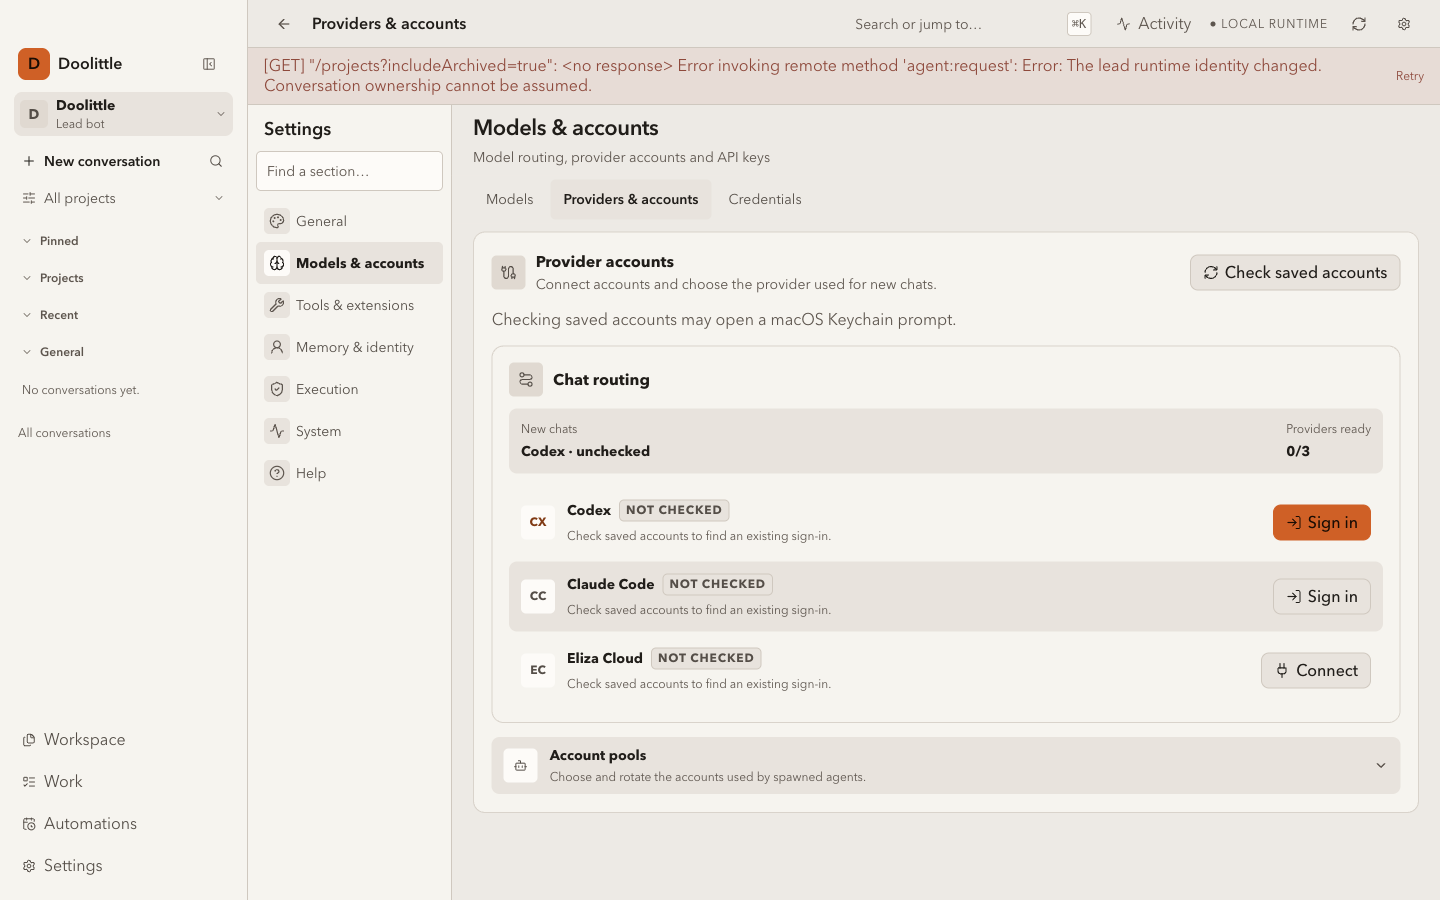 Providers & accounts
Search or jump to…
⌘K
Activity
• LOCAL RUNTIME
D
Doolittle
D
Doolittle
Lead bot
New conversation
All projects
Pinned
Projects
Recent
General
No conversations yet.
All conversations
Workspace
Work
Automations
Settings
[GET] "/projects?includeArchived=true": <no response> Error invoking remote method 'agent:request': Error: The lead runtime identity changed.
Conversation ownership cannot be assumed.
Retry
Settings
Find a section…
General
Models & accounts
Tools & extensions
Memory & identity
Execution
System
Help
Models & accounts
Model routing, provider accounts and API keys
Models
Providers & accounts
Credentials
Provider accounts
Connect accounts and choose the provider used for new chats.
Check saved accounts
Checking saved accounts may open a macOS Keychain prompt.
Chat routing
New chats
Codex · unchecked
Providers ready
0/3
CX
Codex
NOT CHECKED
Check saved accounts to find an existing sign-in.
Sign in
CC
Claude Code
NOT CHECKED
Check saved accounts to find an existing sign-in.
Sign in
EC
Eliza Cloud
NOT CHECKED
Check saved accounts to find an existing sign-in.
Connect
Account pools
Choose and rotate the accounts used by spawned agents.